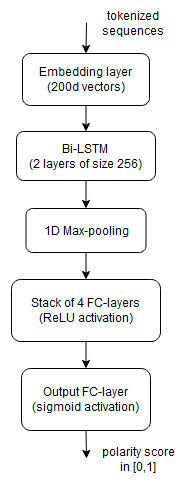 tokenized
sequences
Embedding layer
(200d vectors)
Bi-LSTM
(2 layers of size 256)
1D Max-pooling
Stack of 4 FC-layers
(ReLU activation)
Output FC-layer
(sigmoid activation)
polarity score
in [0,1]